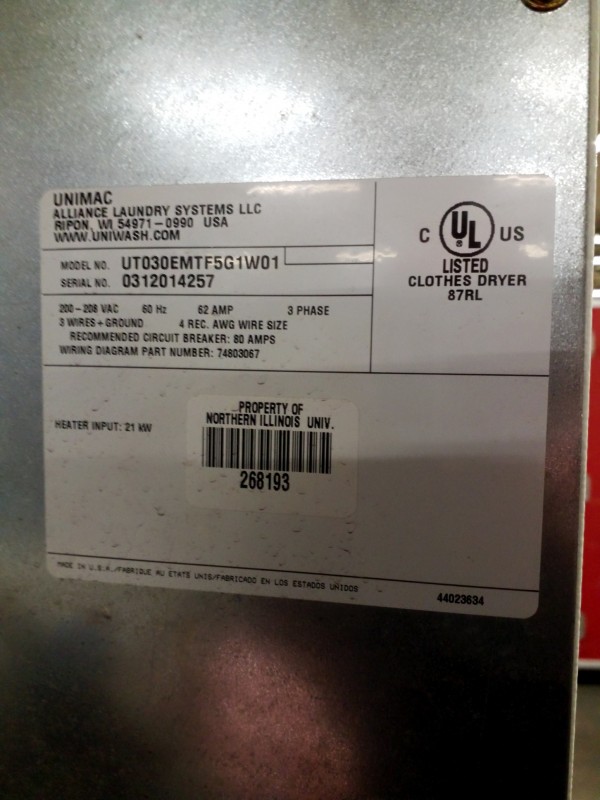 UNIMAC
ALLIANCE LAUNDRY SYSTEMS LLC
RIPON, WI 54971-0990 USA
WWW.UNIWASH.COM
MODEL NO. UT030EMTF5G1W01
SERIAL NO. 0312014257
200-208 VAC 60 Hz 62 AMP 3 PHASE
3 WIRES + GROUND 4 REC. AWG WIRE SIZE
RECOMMENDED CIRCUIT BREAKER: 80 AMPS
WIRING DIAGRAM PART NUMBER: 74803067
C UL ® US
LISTED
CLOTHES DRYER
87RL
HEATER INPUT: 21 kW
PROPERTY OF
NORTHERN ILLINOIS UNIV.
268193
MADE IN U.S.A./FABRIQUE AU ETATS UNIS/FABRICADO EN LOS ESTADOS UNIDOS
44023634